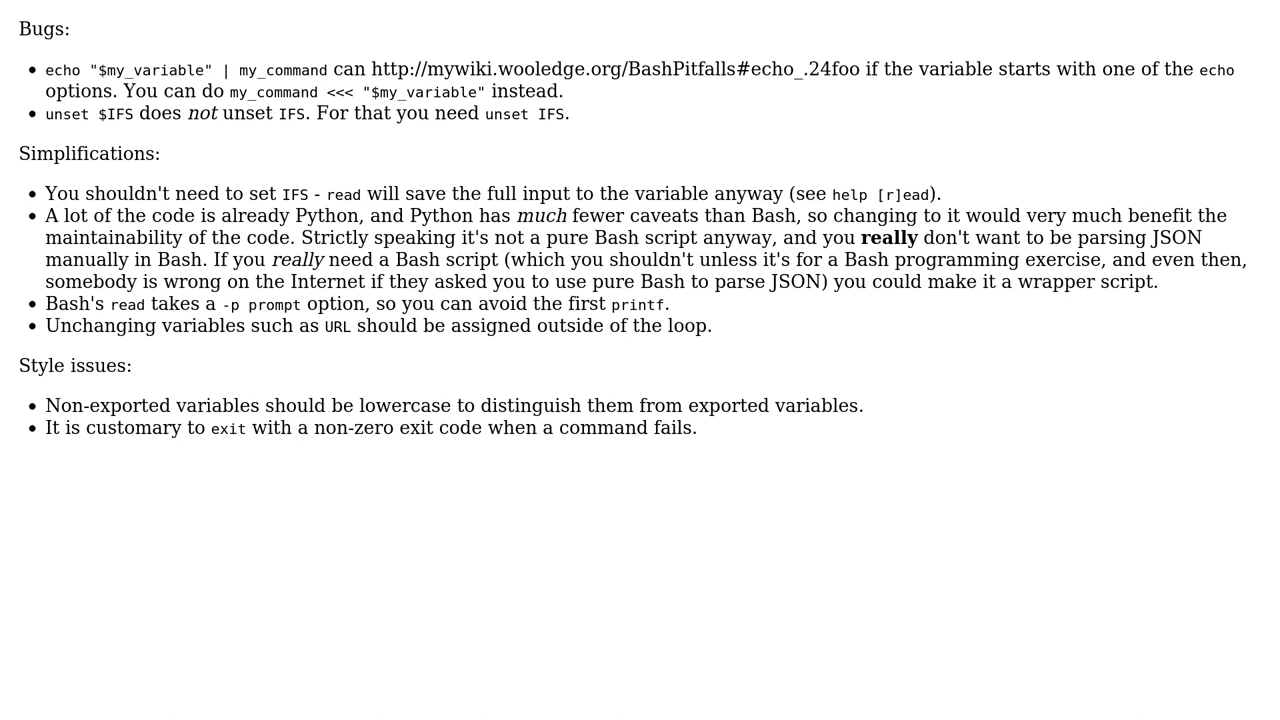 Bugs:
echo "$my_variable" | my_command can http://mywiki.wooledge.org/BashPitfalls#echo_.24foo if the variable starts with one of the echo
options. You can do my_command <<< "$my_variable" instead.
unset $IFS does not unset IFS. For that you need unset IFS.
Simplifications:
You shouldn't need to set IFS - read will save the full input to the variable anyway (see help [r]ead).
A lot of the code is already Python, and Python has much fewer caveats than Bash, so changing to it would very much benefit the
maintainability of the code. Strictly speaking it's not a pure Bash script anyway, and you really don't want to be parsing JSON
manually in Bash. If you really need a Bash script (which you shouldn't unless it's for a Bash programming exercise, and even then,
somebody is wrong on the Internet if they asked you to use pure Bash to parse JSON) you could make it a wrapper script.
Bash's read takes a -p prompt option, so you can avoid the first printf.
Unchanging variables such as URL should be assigned outside of the loop.
Style issues:
Non-exported variables should be lowercase to distinguish them from exported variables.
It is customary to exit with a non-zero exit code when a command fails.